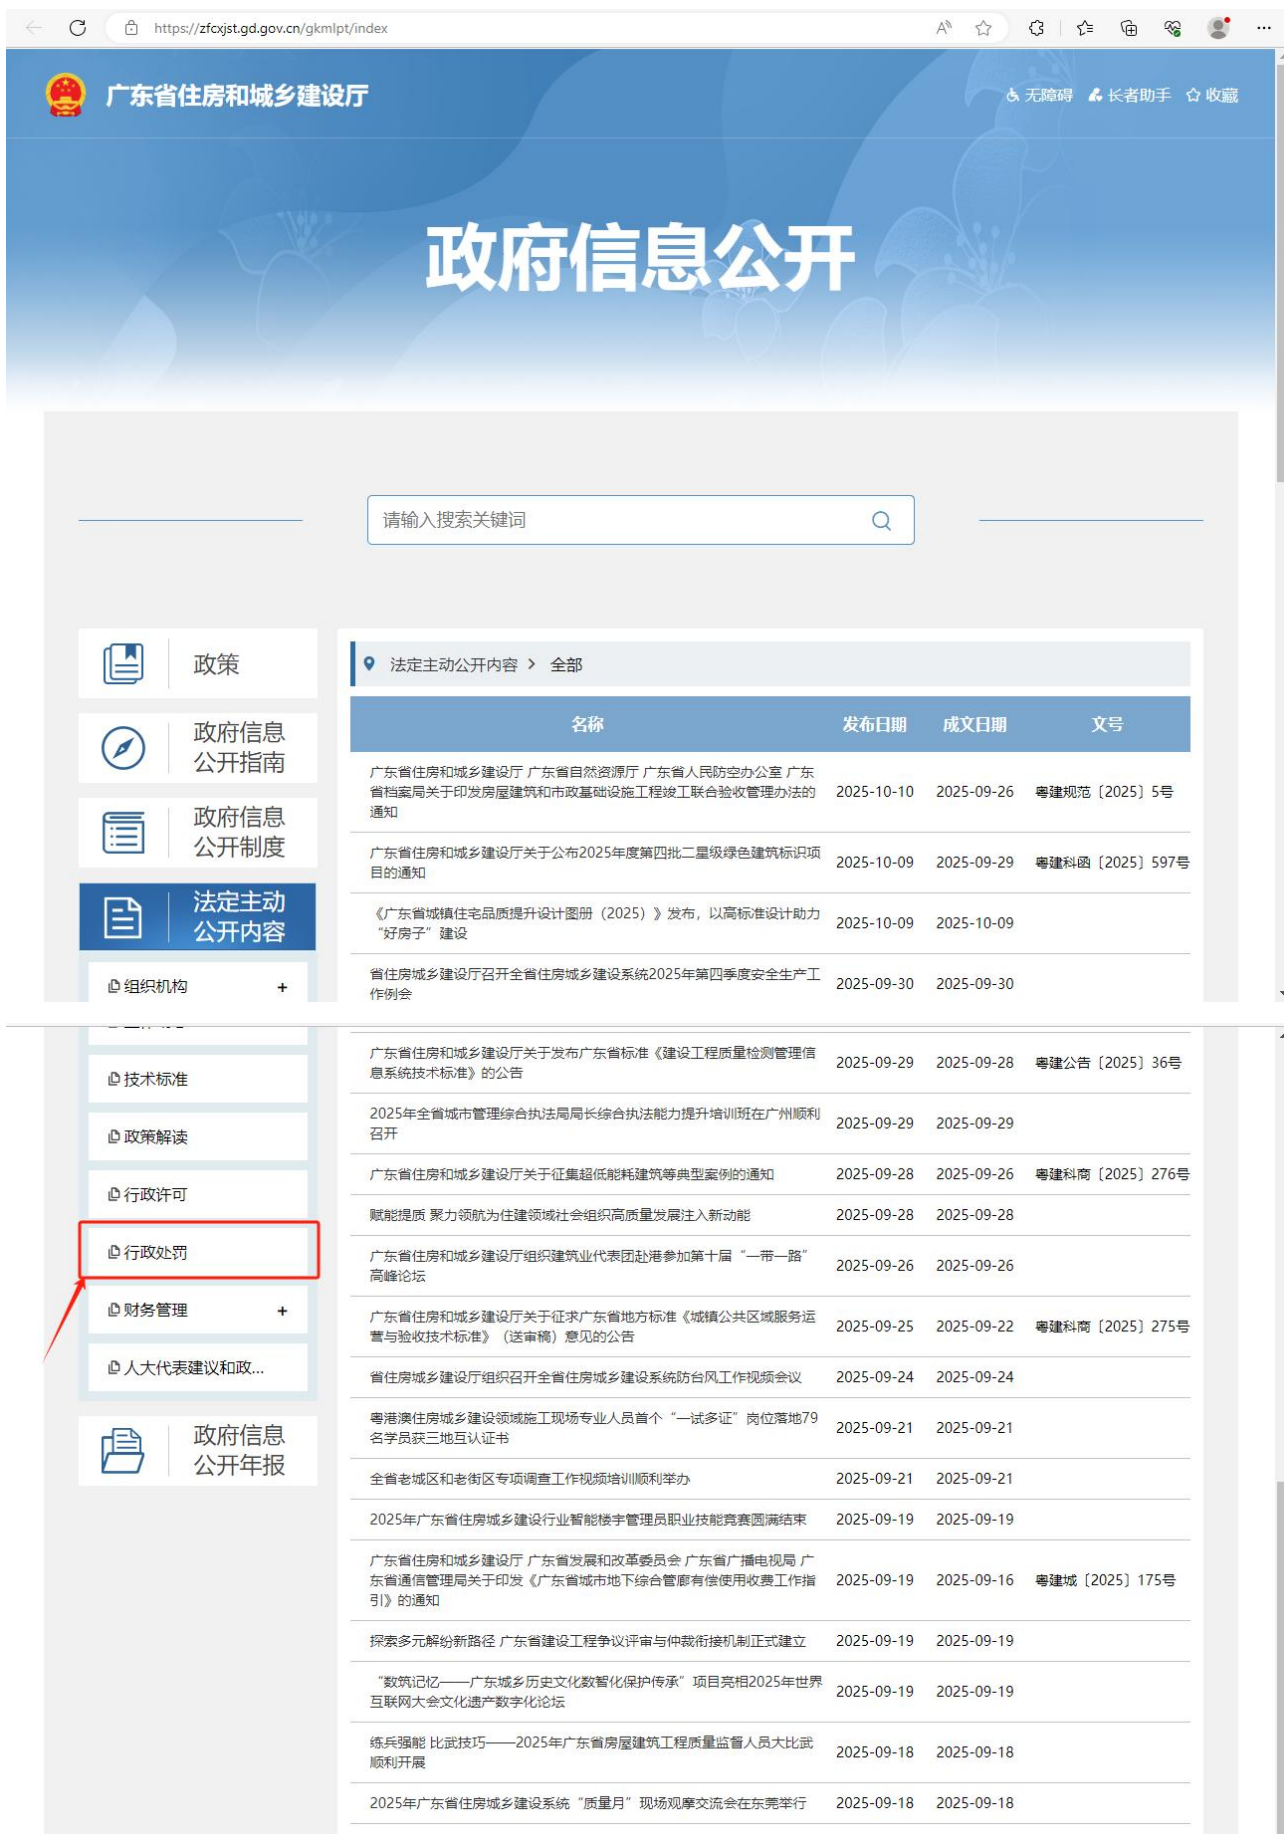 https://zfcxjst.gd.gov.cn/gkmlpt/index
广东省住房和城乡建设厅
无障碍 长者助手 收藏
政府信息公开
请输入搜索关键词
政策
政府信息
公开指南
政府信息
公开制度
法定主动
公开内容
组织机构 +
法定主动公开内容 > 全部
名称 发布日期 成文日期 文号
广东省住房和城乡建设厅 广东省自然资源厅 广东省人民防空办公室 广东
省档案局关于印发房屋建筑和市政基础设施工程竣工联合验收管理办法的
通知
2025-10-10 2025-09-26 粤建规范〔2025〕5号
广东省住房和城乡建设厅关于公布2025年度第四批二星级绿色建筑标识项
目的通知
2025-10-09 2025-09-29 粤建科函〔2025〕597号
《广东省城镇住宅品质提升设计图册（2025）》发布，以高标准设计助力
“好房子”建设
2025-10-09 2025-10-09
省住房城乡建设厅召开全省住房城乡建设系统2025年第四季度安全生产工
作例会
2025-09-30 2025-09-30
技术标准
政策解读
行政许可
行政处罚
财务管理 +
人大代表建议和政...
政府信息
公开年报
广东省住房和城乡建设厅关于发布广东省标准《建设工程质量检测管理信
息系统技术标准》的公告
2025-09-29 2025-09-28 粤建公告〔2025〕36号
2025年全省城市管理综合执法局局长综合执法能力提升培训班在广州顺利
召开
2025-09-29 2025-09-29
广东省住房和城乡建设厅关于征集超低能耗建筑等典型案例的通知 2025-09-28 2025-09-26 粤建科商〔2025〕276号
赋能提质 聚力领航为住建领域社会组织高质量发展注入新动能 2025-09-28 2025-09-28
广东省住房和城乡建设厅组织建筑业代表团赴港参加第十届“一带一路”
高峰论坛
2025-09-26 2025-09-26
广东省住房和城乡建设厅关于征求广东省地方标准《城镇公共区域服务运
营与验收技术标准》（送审稿）意见的公告
2025-09-25 2025-09-22 粤建科商〔2025〕275号
省住房城乡建设厅组织召开全省住房城乡建设系统防台风工作视频会议 2025-09-24 2025-09-24
粤港澳住房城乡建设领域施工现场专业人员首个“一试多证”岗位落地79
名学员获三地互认证书
2025-09-21 2025-09-21
全省老城区和老街区专项调查工作视频培训顺利举办 2025-09-21 2025-09-21
2025年广东省住房城乡建设行业智能楼宇管理员职业技能竞赛圆满结束 2025-09-19 2025-09-19
广东省住房和城乡建设厅 广东省发展和改革委员会 广东省广播电视局 广
东省通信管理局关于印发《广东省城市地下综合管廊有偿使用收费工作指
引》的通知
2025-09-19 2025-09-16 粤建城〔2025〕175号
探索多元解纷新路径 广东省建设工程争议评审与仲裁衔接机制正式建立 2025-09-19 2025-09-19
“数筑记忆——广东城乡历史文化数智化保护传承”项目亮相2025年世界
互联网大会文化遗产数字化论坛
2025-09-19 2025-09-19
练兵强能 比武技巧——2025年广东省房屋建筑工程质量监督人员大比武
顺利开展
2025-09-18 2025-09-18
2025年广东省住房城乡建设系统“质量月”现场观摩交流会在东莞举行 2025-09-18 2025-09-18